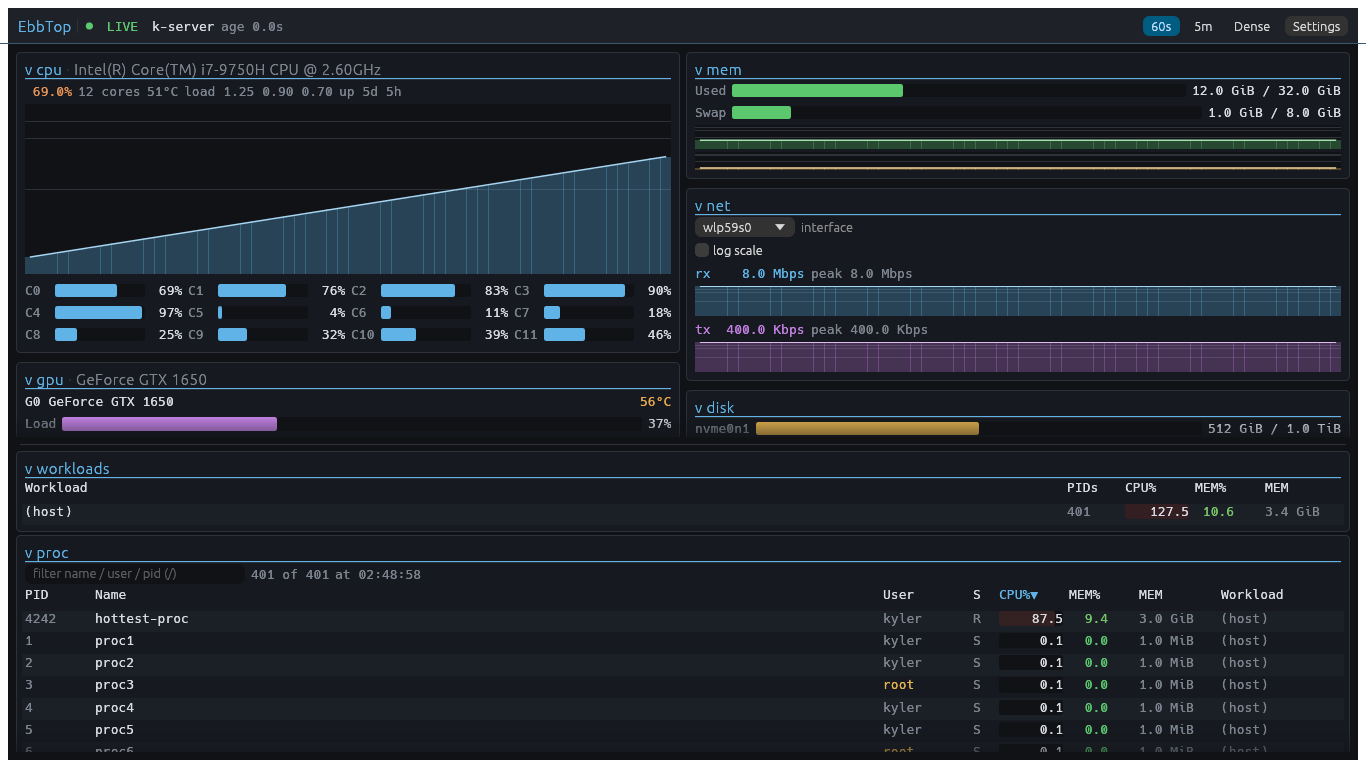 EbbTop LIVE k-server age 0.0s 60s 5m Dense Settings
v cpu · Intel(R) Core(TM) i7-9750H CPU @ 2.60GHz
69.0% 12 cores 51°C load 1.25 0.90 0.70 up 5d 5h
C0 69% C1 76% C2 83% C3 90%
C4 97% C5 4% C6 11% C7 18%
C8 25% C9 32% C10 39% C11 46%
v gpu · GeForce GTX 1650
G0 GeForce GTX 1650 56°C
Load 37%
v mem
Used 12.0 GiB / 32.0 GiB
Swap 1.0 GiB / 8.0 GiB
v net
wlp59s0 interface
log scale
rx 8.0 Mbps peak 8.0 Mbps
tx 400.0 Kbps peak 400.0 Kbps
v disk
nvme0n1 512 GiB / 1.0 TiB
v workloads
Workload PIDs CPU% MEM% MEM
(host) 401 127.5 10.6 3.4 GiB
v proc
filter name / user / pid (/) 401 of 401 at 02:48:58
PID Name User S CPU%▼ MEM% MEM Workload
4242 hottest-proc kyler R 87.5 9.4 3.0 GiB (host)
1 proc1 kyler S 0.1 0.0 1.0 MiB (host)
2 proc2 kyler S 0.1 0.0 1.0 MiB (host)
3 proc3 root S 0.1 0.0 1.0 MiB (host)
4 proc4 kyler S 0.1 0.0 1.0 MiB (host)
5 proc5 kyler S 0.1 0.0 1.0 MiB (host)
6 proc6 root S 0.1 0.0 1.0 MiB (host)